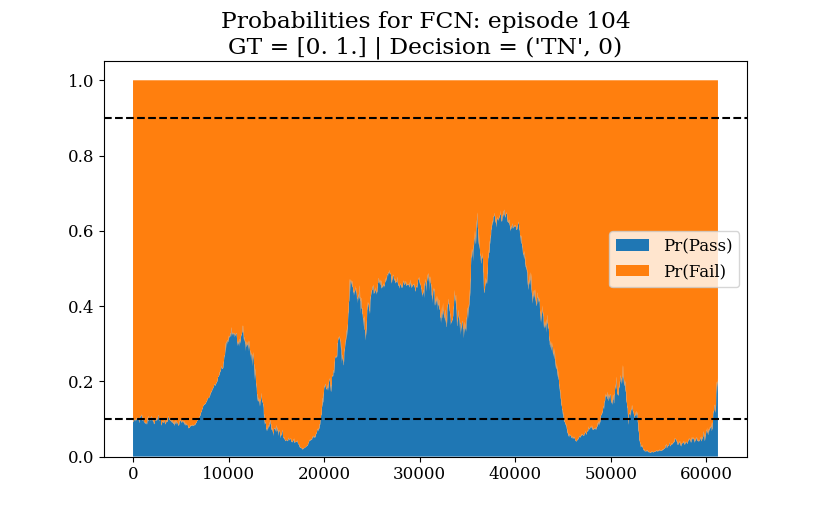 Probabilities for FCN: episode 104
GT = [0. 1.] | Decision = ('TN', 0)
1.0
0.8
0.6
0.4
0.2
0.0
Pr(Pass)
Pr(Fail)
0 10000 20000 30000 40000 50000 60000